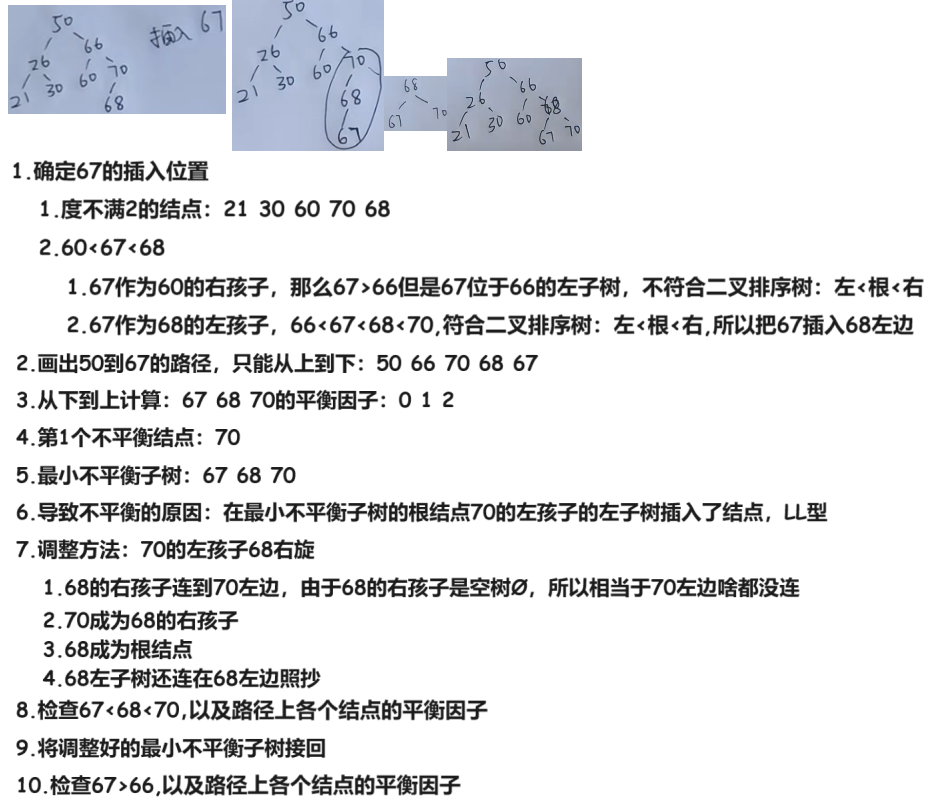 50
26 66
21 30 60 70
68
插入 67
50
26 66
21 30 60 70
68
67
68
67 70
50
26 66
21 30 60 68
67 70
1.确定67的插入位置
1.度不满2的结点：21 30 60 70 68
2.60<67<68
1.67作为60的右孩子，那么67>66但是67位于66的左子树，不符合二叉排序树：左<根<右
2.67作为68的左孩子，66<67<68<70,符合二叉排序树：左<根<右,所以把67插入68左边
2.画出50到67的路径，只能从上到下：50 66 70 68 67
3.从下到上计算：67 68 70的平衡因子：0 1 2
4.第1个不平衡结点：70
5.最小不平衡子树：67 68 70
6.导致不平衡的原因：在最小不平衡子树的根结点70的左孩子的左子树插入了结点，LL型
7.调整方法：70的左孩子68右旋
1.68的右孩子连到70左边，由于68的右孩子是空树Ø，所以相当于70左边啥都没连
2.70成为68的右孩子
3.68成为根结点
4.68左子树还连在68左边照抄
8.检查67<68<70,以及路径上各个结点的平衡因子
9.将调整好的最小不平衡子树接回
10.检查67>66,以及路径上各个结点的平衡因子